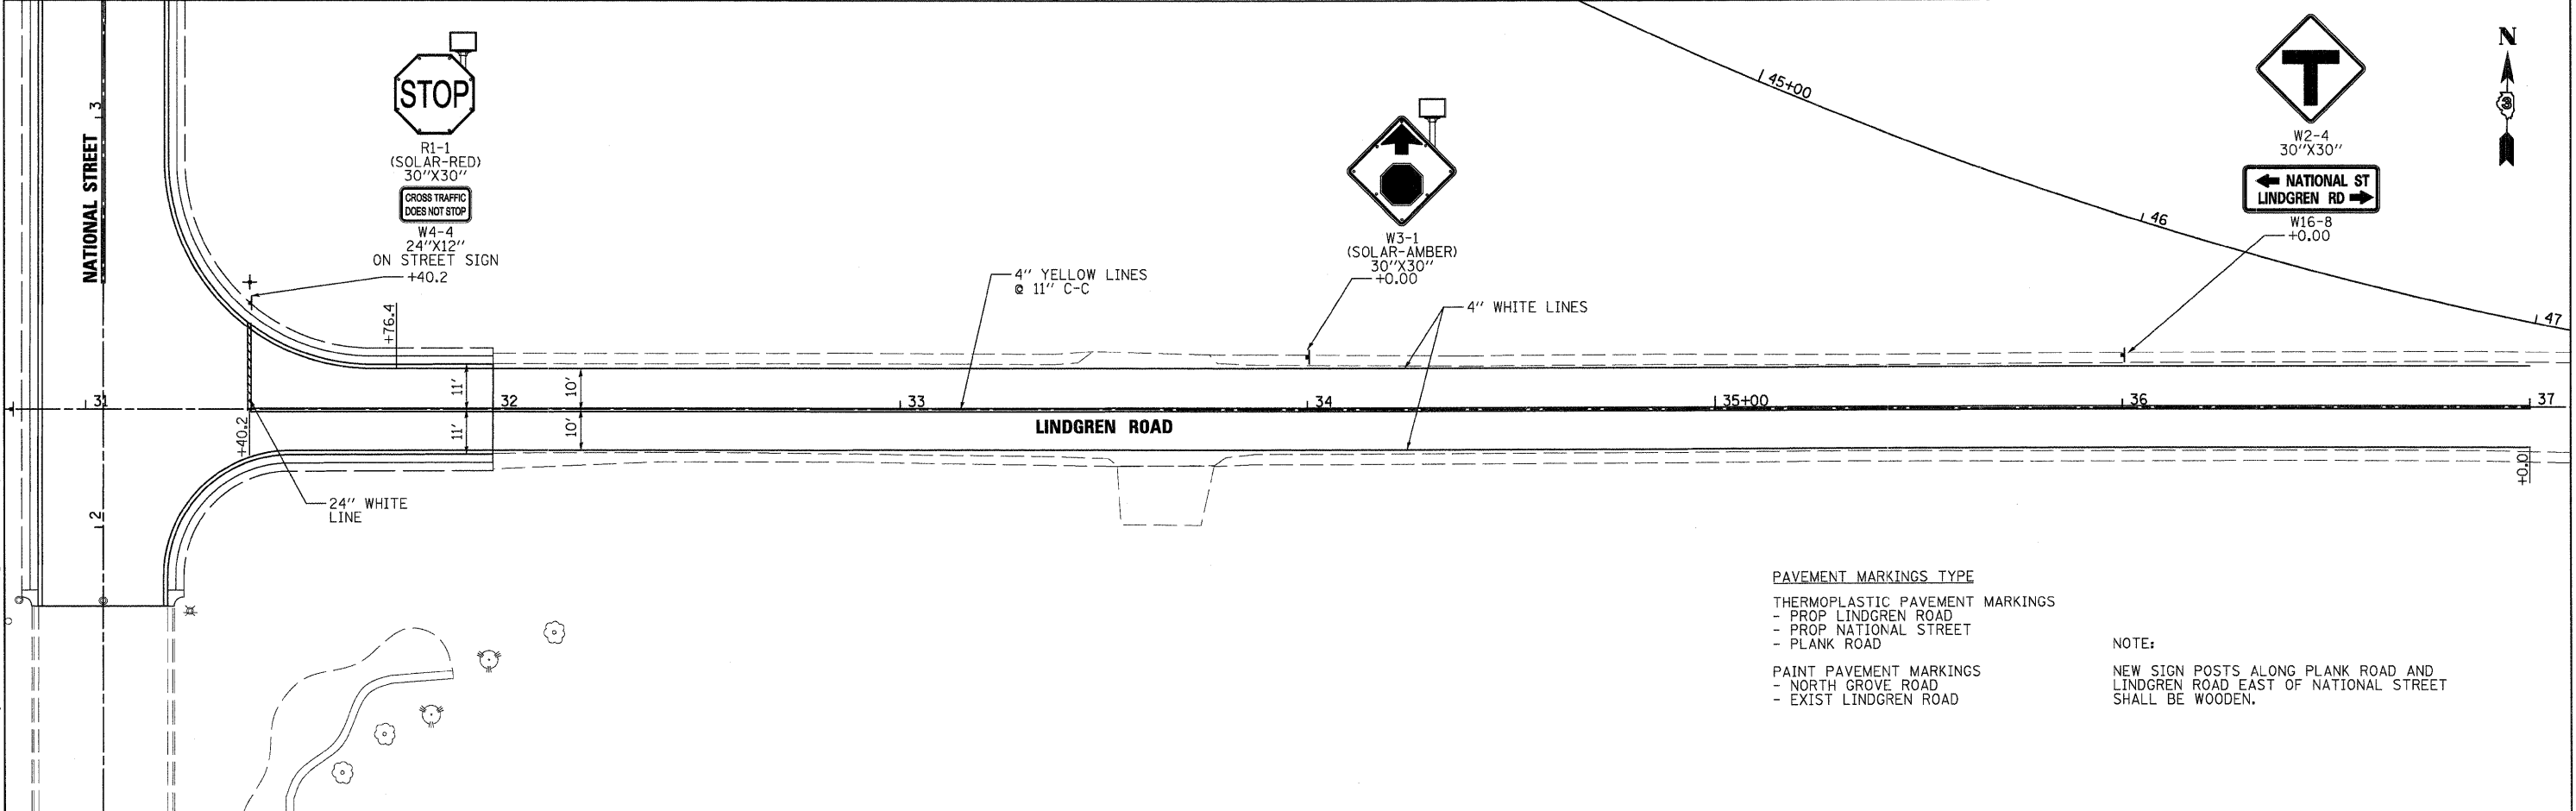 N
3
45+00
46
47
NATIONAL STREET
3
2
STOP
R1-1
(SOLAR-RED)
30"X30"
CROSS TRAFFIC
DOES NOT STOP
W4-4
24"X12"
ON STREET SIGN
+40.2
W3-1
(SOLAR-AMBER)
30"X30"
+0.00
W2-4
30"X30"
NATIONAL ST
LINDGREN RD
W16-8
+0.00
4" YELLOW LINES
@ 11" C-C
4" WHITE LINES
+76.4
11'
10'
11'
10'
31
32
33
34
35+00
36
37
LINDGREN ROAD
+40.2
+0.0
24" WHITE
LINE
PAVEMENT MARKINGS TYPE
THERMOPLASTIC PAVEMENT MARKINGS
- PROP LINDGREN ROAD
- PROP NATIONAL STREET
- PLANK ROAD
PAINT PAVEMENT MARKINGS
- NORTH GROVE ROAD
- EXIST LINDGREN ROAD
NOTE:
NEW SIGN POSTS ALONG PLANK ROAD AND
LINDGREN ROAD EAST OF NATIONAL STREET
SHALL BE WOODEN.